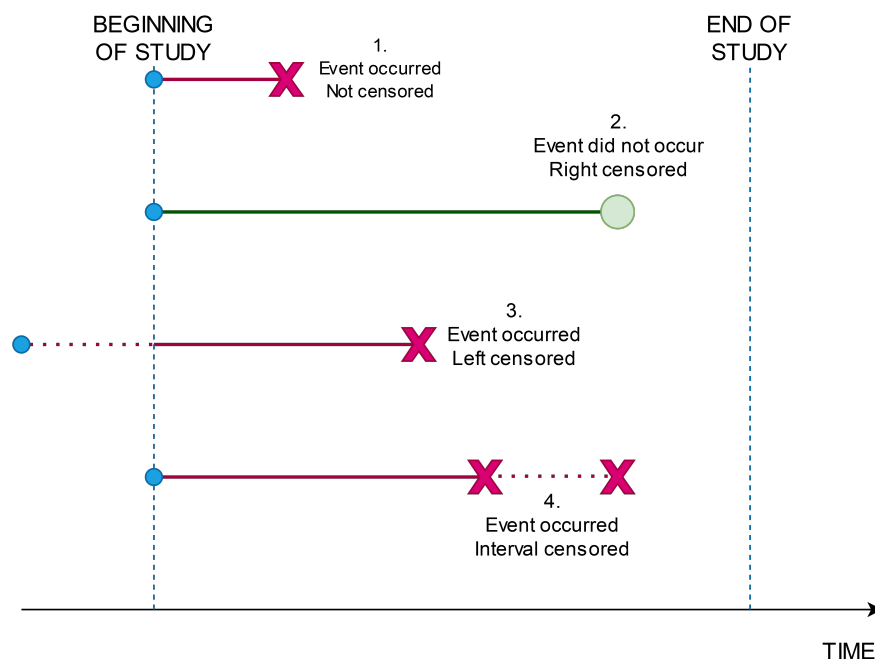 BEGINNING
OF STUDY
END OF
STUDY
1.
Event occurred
Not censored
2.
Event did not occur
Right censored
3.
Event occurred
Left censored
4.
Event occurred
Interval censored
TIME